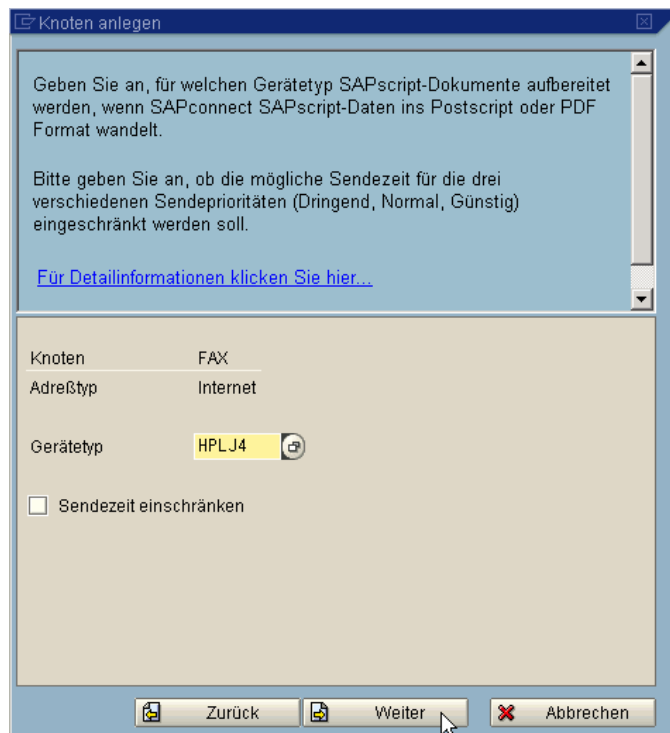 Knoten anlegen
Geben Sie an, für welchen Gerätetyp SAPscript-Dokumente aufbereitet
werden, wenn SAPconnect SAPscript-Daten ins Postscript oder PDF
Format wandelt.
Bitte geben Sie an, ob die mögliche Sendezeit für die drei
verschiedenen Sendeprioritäten (Dringend, Normal, Günstig)
eingeschränkt werden soll.
Für Detailinformationen klicken Sie hier...
Knoten FAX
Adreßtyp Internet
Gerätetyp HPLJ4
Sendezeit einschränken
Zurück Weiter Abbrechen